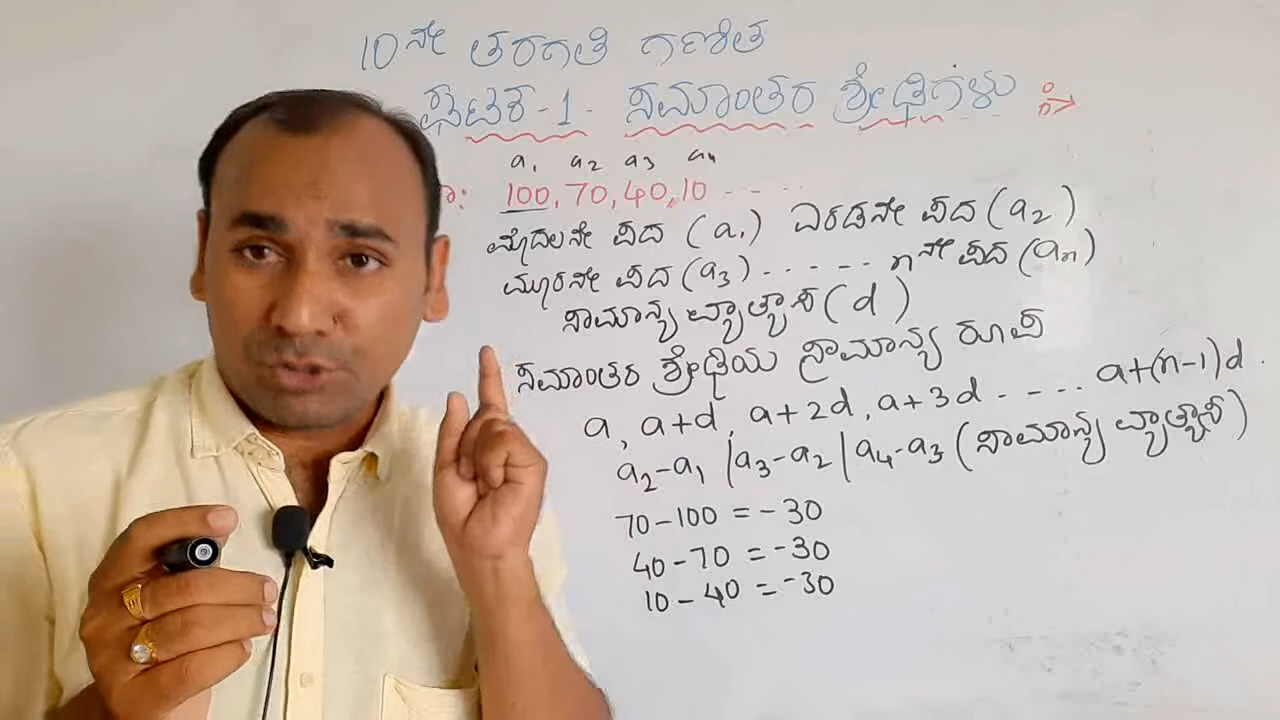 10ನೇ ತರಗತಿ ಗಣಿತ
ಘಟಕ-1- ಸಮಾಂತರ ಶ್ರೇಢಿಗಳು :->
a₁ a₂ a₃ a₄
100, 70, 40, 10 - - - - -
ಮೊದಲನೇ ಪದ (a₁) ಎರಡನೇ ಪದ (a₂)
ಮೂರನೇ ಪದ (a₃) - - - - - - nನೇ ಪದ (aₙ)
ಸಾಮಾನ್ಯ ವ್ಯಾತ್ಯಾಸ (d)
ಸಮಾಂತರ ಶ್ರೇಢಿಯ ಸಾಮಾನ್ಯ ರೂಪ
a, a+d, a+2d, a+3d - - - - - a+(n-1)d.
a₂-a₁ | a₃-a₂ | a₄-a₃ (ಸಾಮಾನ್ಯ ವ್ಯಾತ್ಯಾಸ)
70-100 = -30
40-70 = -30
10-40 = -30